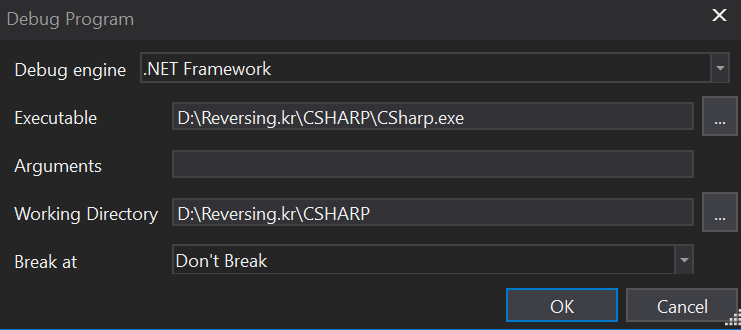 Debug Program
Debug engine .NET Framework
Executable D:\Reversing.kr\CSHARP\CSharp.exe ...
Arguments
Working Directory D:\Reversing.kr\CSHARP ...
Break at Don't Break
OK Cancel